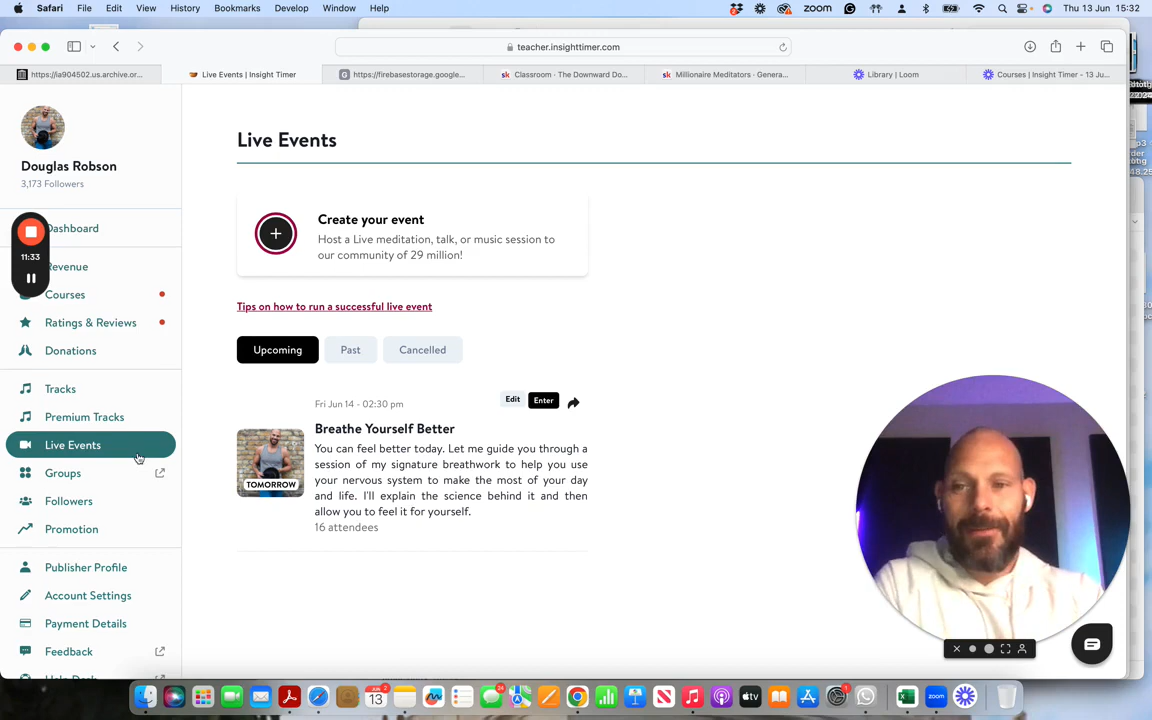 Safari File Edit View History Bookmarks Develop Window Help
zoom
Thu 13 Jun 15:32
teacher.insighttimer.com
https://ia904502.us.archive.or...
Live Events | Insight Timer
https://firebasestorage.google...
Classroom · The Downward Do...
Millionaire Meditators · Genera...
Library | Loom
Courses | Insight Timer - 13 Ju...
Douglas Robson
3,173 Followers
Dashboard
11:33
Revenue
Courses
Ratings & Reviews
Donations
Tracks
Premium Tracks
Live Events
Groups
Followers
Promotion
Publisher Profile
Account Settings
Payment Details
Feedback
Live Events
Create your event
Host a Live meditation, talk, or music session to
our community of 29 million!
Tips on how to run a successful live event
Upcoming Past Cancelled
Fri Jun 14 - 02:30 pm
Edit Enter
Breathe Yourself Better
You can feel better today. Let me guide you through a
session of my signature breathwork to help you use
your nervous system to make the most of your day
and life. I'll explain the science behind it and then
allow you to feel it for yourself.
16 attendees
TOMORROW
JUN
13
tv
zoom